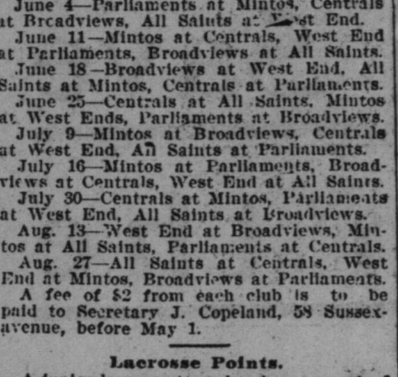 June 4—Parliaments at Mintos, Centrals
at Broadviews, All Saints at West End.
June 11—Mintos at Centrals, West End
at Parliaments, Broadviews at All Saints.
June 18—Broadviews at West End, All
Saints at Mintos, Centrals at Parliaments.
June 25—Centrals at All Saints, Mintos
at West Ends, Parliaments at Broadviews.
July 9—Mintos at Broadviews, Centrals
at West End, All Saints at Parliaments.
July 16—Mintos at Parliaments, Broad-
views at Centrals, West End at All Saints.
July 30—Centrals at Mintos, Parliaments
at West End, All Saints at Broadviews.
Aug. 13—West End at Broadviews, Min-
tos at All Saints, Parliaments at Centrals.
Aug. 27—All Saints at Centrals, West
End at Mintos, Broadviews at Parliaments.
A fee of $2 from each club is to be
paid to Secretary J. Copeland, 58 Sussex-
avenue, before May 1.
Lacrosse Points.